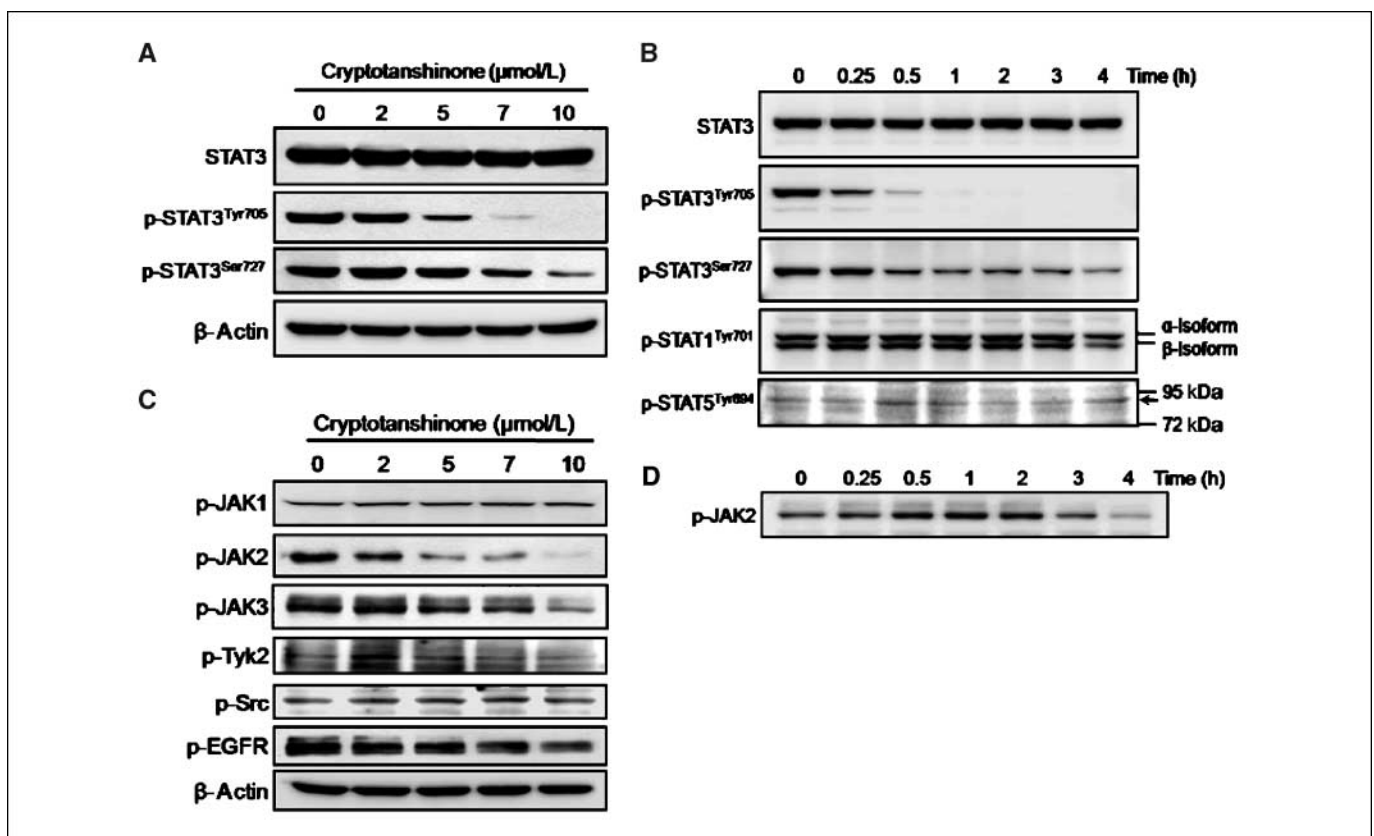 A
Cryptotanshinone (µmol/L)
0 2 5 7 10
STAT3
p-STAT3Tyr705
p-STAT3Ser727
β-Actin
B
0 0.25 0.5 1 2 3 4 Time (h)
STAT3
p-STAT3Tyr705
p-STAT3Ser727
p-STAT1Tyr701
α-Isoform
β-Isoform
p-STAT5Tyr694
95 kDa
72 kDa
C
Cryptotanshinone (µmol/L)
0 2 5 7 10
p-JAK1
p-JAK2
p-JAK3
p-Tyk2
p-Src
p-EGFR
β-Actin
D
0 0.25 0.5 1 2 3 4 Time (h)
p-JAK2